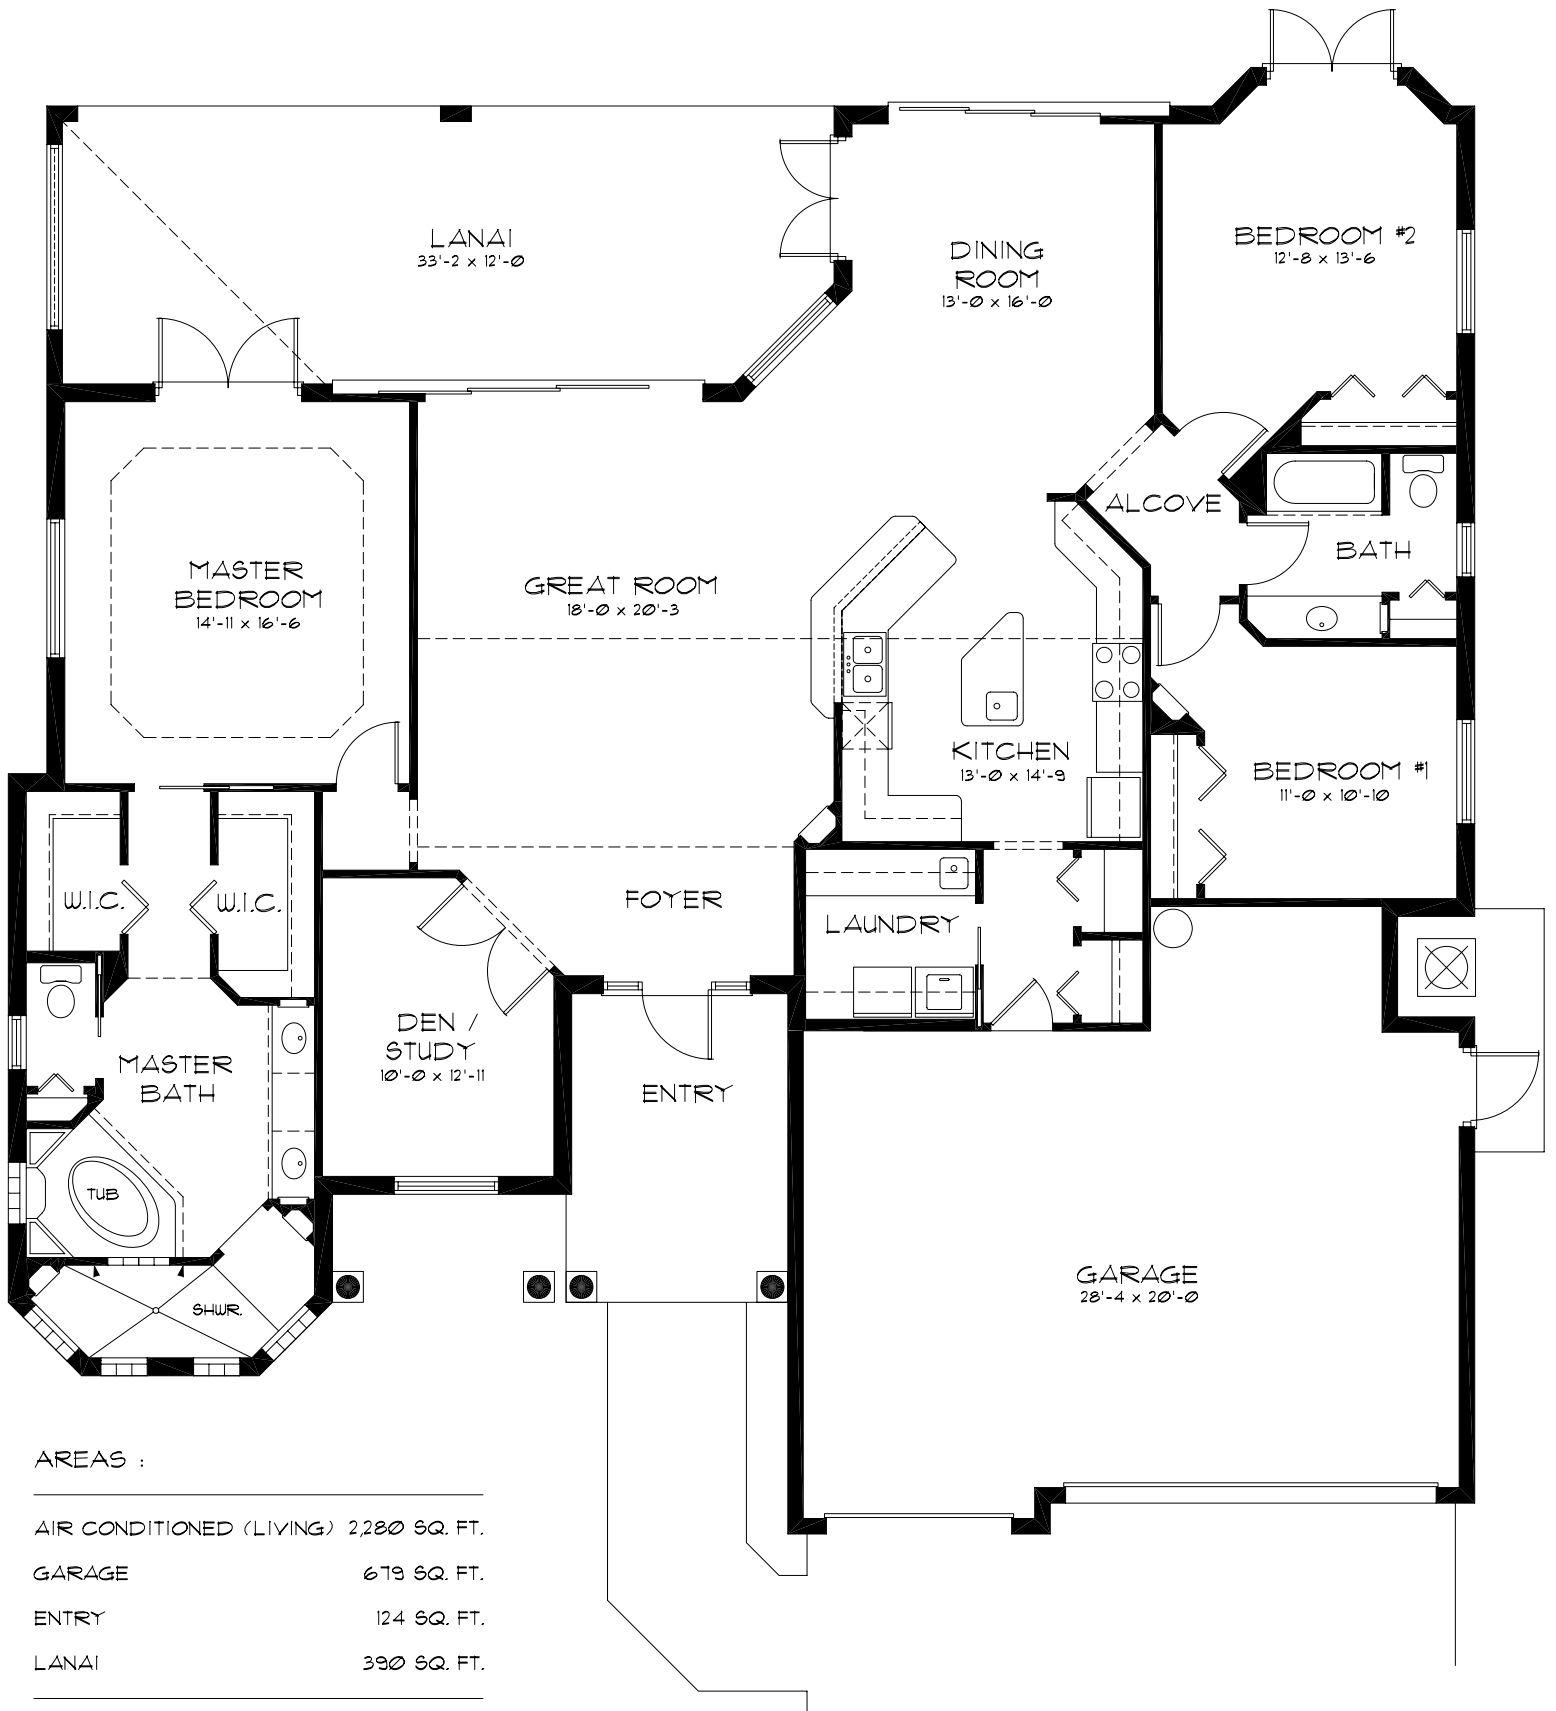 LANAI
33'-2 x 12'-0
DINING
ROOM
13'-0 x 16'-0
BEDROOM #2
12'-8 x 13'-6
ALCOVE
BATH
MASTER
BEDROOM
14'-11 x 16'-6
GREAT ROOM
18'-0 x 20'-3
KITCHEN
13'-0 x 14'-9
BEDROOM #1
11'-0 x 10'-10
W.I.C.
W.I.C.
FOYER
LAUNDRY
DEN /
STUDY
10'-0 x 12'-11
MASTER
BATH
ENTRY
TUB
SHWR.
GARAGE
28'-4 x 20'-0
AREAS :
AIR CONDITIONED (LIVING) 2,280 SQ. FT.
GARAGE 679 SQ. FT.
ENTRY 124 SQ. FT.
LANAI 390 SQ. FT.